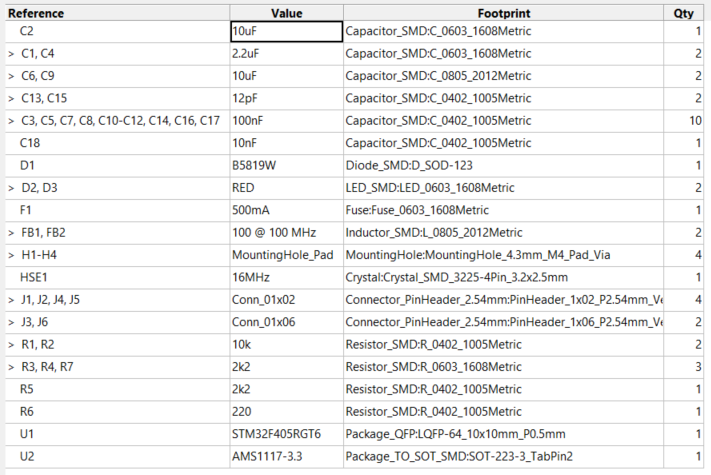 Reference Value Footprint Qty
C2 10uF Capacitor_SMD:C_0603_1608Metric 1
> C1, C4 2.2uF Capacitor_SMD:C_0603_1608Metric 2
> C6, C9 10uF Capacitor_SMD:C_0805_2012Metric 2
> C13, C15 12pF Capacitor_SMD:C_0402_1005Metric 2
> C3, C5, C7, C8, C10-C12, C14, C16, C17 100nF Capacitor_SMD:C_0402_1005Metric 10
C18 10nF Capacitor_SMD:C_0402_1005Metric 1
D1 B5819W Diode_SMD:D_SOD-123 1
> D2, D3 RED LED_SMD:LED_0603_1608Metric 2
F1 500mA Fuse:Fuse_0603_1608Metric 1
> FB1, FB2 100 @ 100 MHz Inductor_SMD:L_0805_2012Metric 2
> H1-H4 MountingHole_Pad MountingHole:MountingHole_4.3mm_M4_Pad_Via 4
HSE1 16MHz Crystal:Crystal_SMD_3225-4Pin_3.2x2.5mm 1
> J1, J2, J4, J5 Conn_01x02 Connector_PinHeader_2.54mm:PinHeader_1x02_P2.54mm_Ve 4
> J3, J6 Conn_01x06 Connector_PinHeader_2.54mm:PinHeader_1x06_P2.54mm_Ve 2
> R1, R2 10k Resistor_SMD:R_0402_1005Metric 2
> R3, R4, R7 2k2 Resistor_SMD:R_0603_1608Metric 3
R5 2k2 Resistor_SMD:R_0402_1005Metric 1
R6 220 Resistor_SMD:R_0402_1005Metric 1
U1 STM32F405RGT6 Package_QFP:LQFP-64_10x10mm_P0.5mm 1
U2 AMS1117-3.3 Package_TO_SOT_SMD:SOT-223-3_TabPin2 1